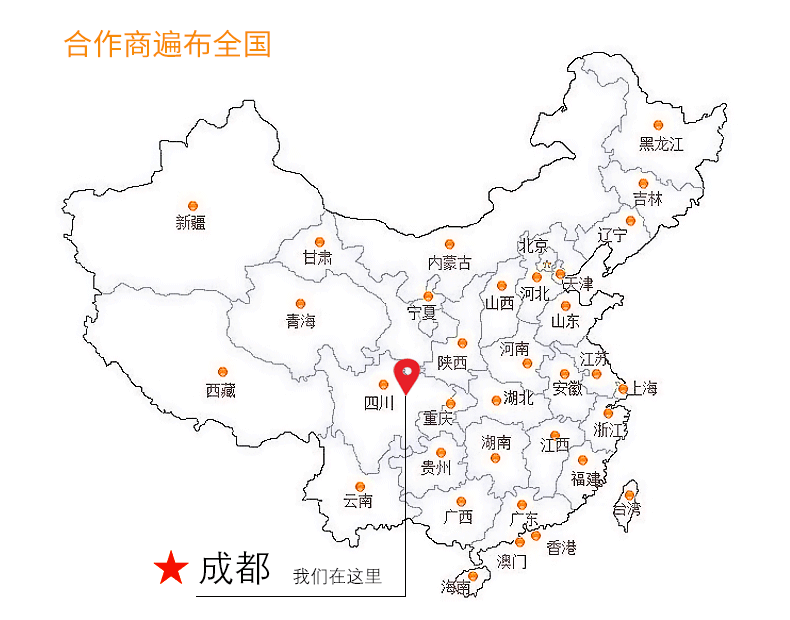 合作商遍布全国
黑龙江
吉林
新疆
辽宁
北京
甘肃
内蒙古
天津
河北
山西
宁夏
青海
山东
河南
江苏
陕西
西藏
安徽
上海
四川
湖北
重庆
浙江
湖南
江西
贵州
福建
云南
台湾
广西
广东
香港
澳门
成都 我们在这里
海南